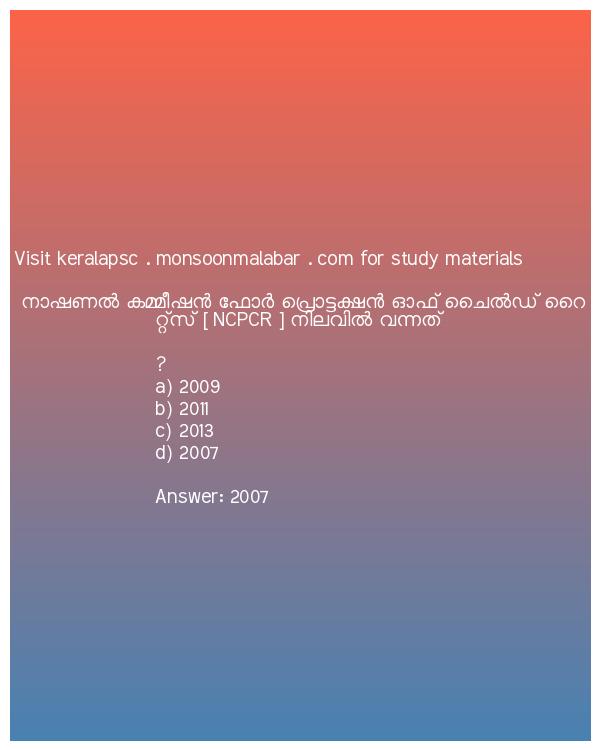 Visit keralapsc . monsoonmalabar . com for study materials
നാഷണൽ കമ്മീഷൻ ഫോർ പ്രൊട്ടക്ഷൻ ഓഫ് ചൈൽഡ് റൈ
റ്റ്സ് [ NCPCR ] നിലവിൽ വന്നത്
?
a) 2009
b) 2011
c) 2013
d) 2007
Answer: 2007